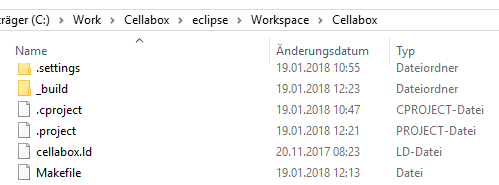 träger (C:) > Work > Cellabox > eclipse > Workspace > Cellabox
Name Änderungsdatum Typ
.settings 19.01.2018 10:55 Dateiordner
_build 19.01.2018 12:23 Dateiordner
.cproject 19.01.2018 10:47 CPROJECT-Datei
.project 19.01.2018 12:21 PROJECT-Datei
cellabox.ld 20.11.2017 08:23 LD-Datei
Makefile 19.01.2018 12:13 Datei